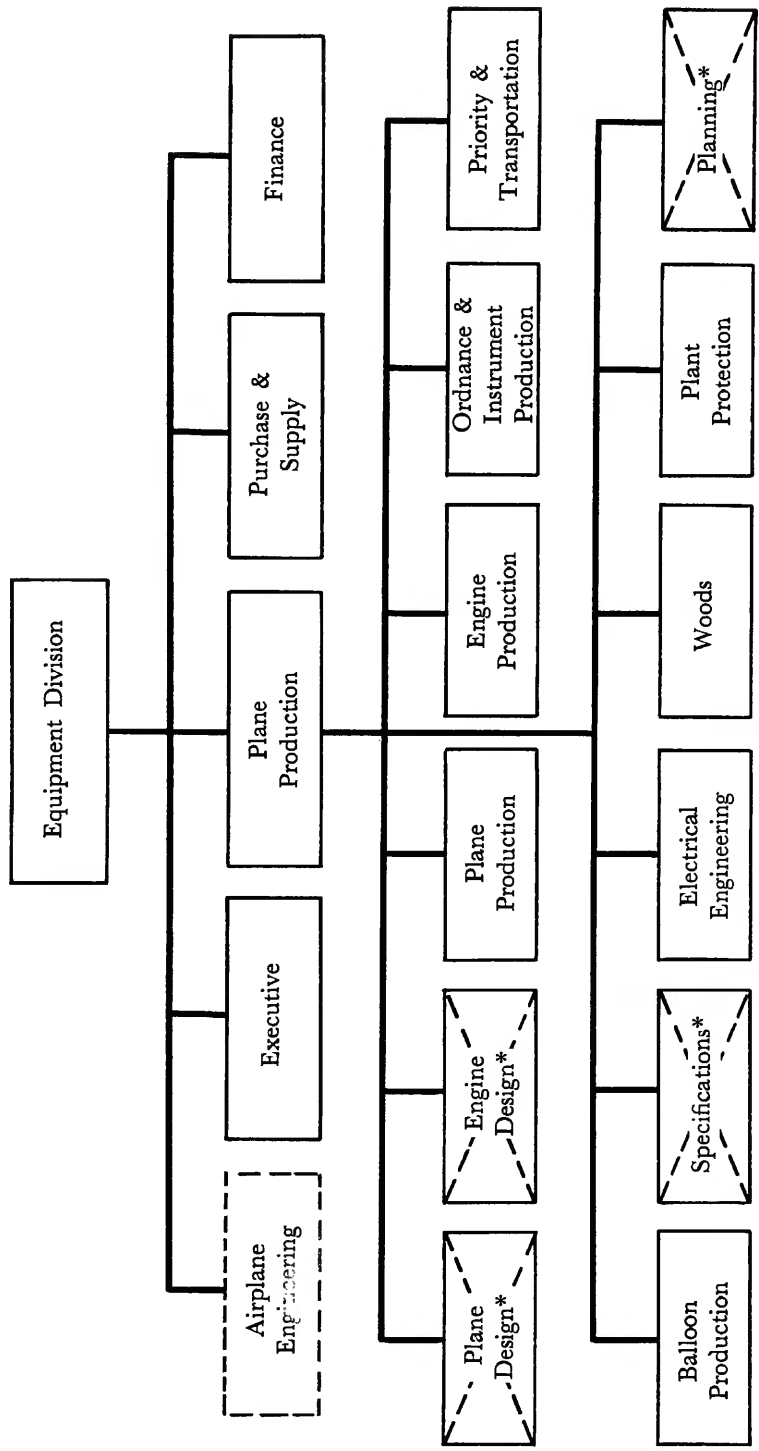 Equipment Division
Airplane
Engineering
Executive
Plane
Production
Purchase &
Supply
Finance
Plane
Design*
Engine
Design*
Plane
Production
Engine
Production
Ordnance &
Instrument
Production
Priority &
Transportation
Balloon
Production
Specifications*
Electrical
Engineering
Woods
Plant
Protection
Planning*